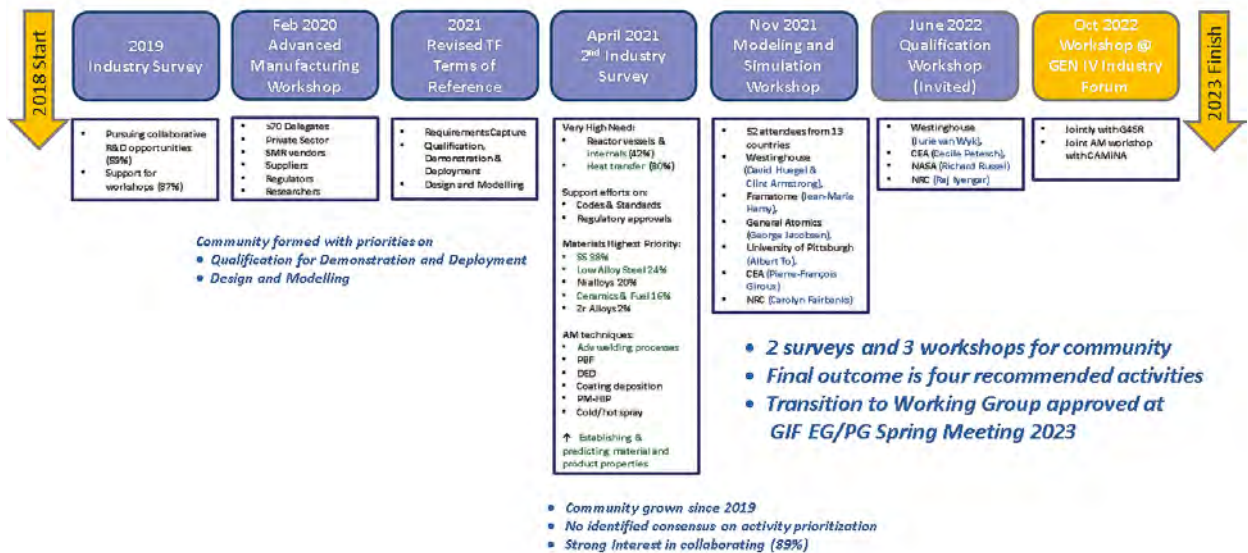 2018 Start
2019
Industry Survey
Feb 2020
Advanced
Manufacturing
Workshop
2021
Revised TF
Terms of
Reference
April 2021
2nd Industry
Survey
Nov 2021
Modeling and
Simulation
Workshop
June 2022
Qualification
Workshop
(Invited)
Oct 2022
Workshop @
GEN IV Industry
Forum
2023 Finish
• Pursuing collaborative
R&D opportunities
• Support for
workshops (87%)
• 570 Delegates
• Private Sector
• SMR vendors
• Suppliers
• Regulators
• Researchers
• Requirements Capture
• Qualification,
Demonstration &
Deployment
• Design and Modelling
Very High Need:
• Reactor vessels &
internals (42%)
• Heat transfer (80%)
Support efforts on:
• Codes & Standards
• Regulatory approvals
Materials Highest Priority:
• SS 38%
• Low Alloy Steel 24%
• Ni alloys 20%
• Ceramics & Fuel 16%
• Zr Alloys 2%
AM techniques:
• Adv welding processes
• PBF
• DED
• Coating deposition
• PM-HIP
• Cold/hot spray
↑ Establishing &
predicting material and
product properties
• 52 attendees from 13
countries
• Westinghouse
(David Huegel &
Clint Armstrong),
• Framatome (Jean-Marie
Hamy),
• General Atomics
(George Jacobsen),
• University of Pittsburgh
(Albert To),
• CEA (Pierre-François
Giroux)
• NRC (Carolyn Fairbanks)
• Westinghouse
(Jurie van Wyk),
• CEA (Cecile Petesch),
• NASA (Richard Russel)
• NRC (Raj Iyengar)
• Jointly with G4SR
• Joint AM workshop
with CAMiNA
Community formed with priorities on
• Qualification for Demonstration and Deployment
• Design and Modelling
• 2 surveys and 3 workshops for community
• Final outcome is four recommended activities
• Transition to Working Group approved at
GIF EG/PG Spring Meeting 2023
• Community grown since 2019
• No identified consensus on activity prioritization
• Strong Interest in collaborating (89%)